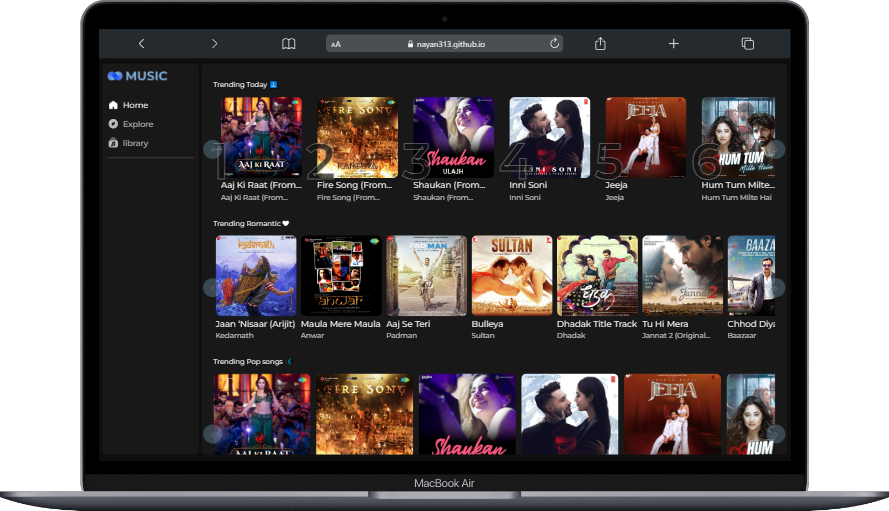 AA nayan313.github.io
MUSIC
Home
Explore
library
Trending Today
AAJ KI RAAT
FIRE SONG
KANGUVA
Shaukan
ULAJH
INNI SONI
JEEJA
HUM TUM
Mille Hain
1 2 3 4 5 6
Aaj Ki Raat (From...
Fire Song (From...
Shaukan (From...
Inni Soni
Jeeja
Hum Tum Milte...
Aaj Ki Raat (From...
Fire Song (From...
Shaukan (From...
Inni Soni
Jeeja
Hum Tum Milte Hai
Trending Romantic
kedarnath
anwar
PADMAN
SULTAN
धड़क
Jannat 2
BAAZA
Jaan 'Nisaar (Arijit)
Maula Mere Maula
Aaj Se Teri
Bulleya
Dhadak Title Track
Tu Hi Mera
Chhod Diya
Kedarnath
Anwar
Padman
Sultan
Dhadak
Jannat 2 (Original...
Baazaar
Trending Pop songs
AAJ KI RAAT
FIRE SONG
Shaukan
JEEJA
HUM
MacBook Air